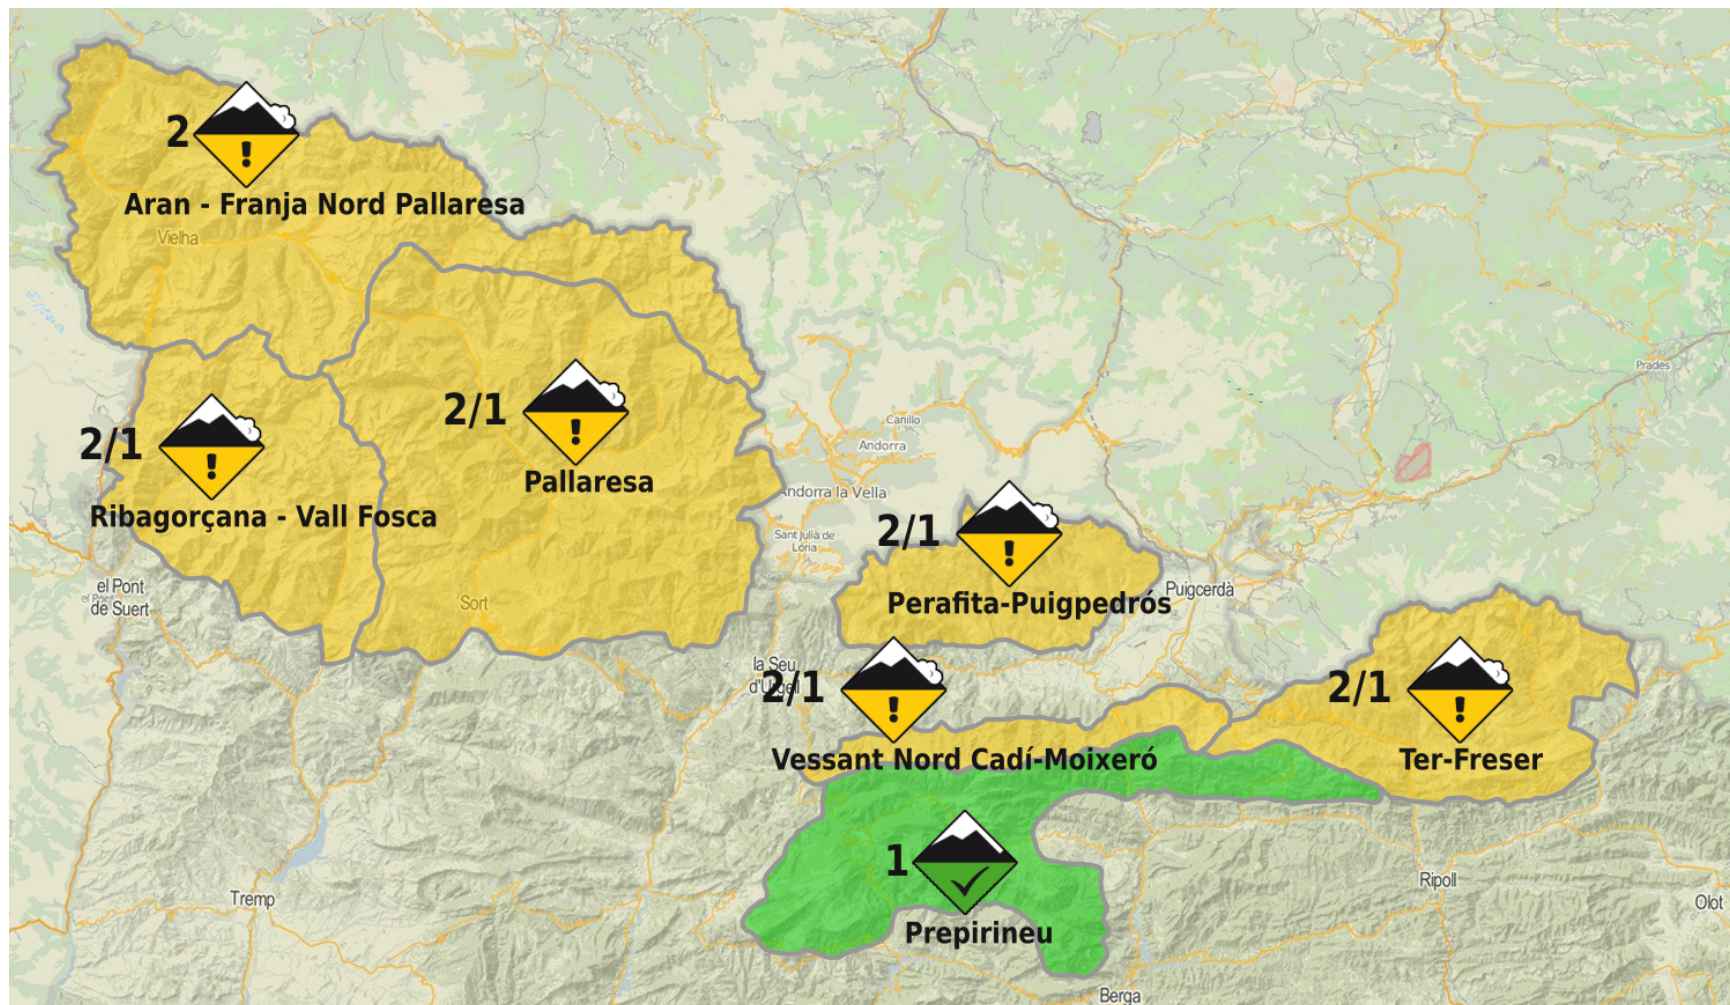 2
Aran - Franja Nord Pallaresa
Vielha
Prades
2/1
Pallaresa
2/1
Ribagorçana - Vall Fosca
Canillo
Andorra
Andorra la Vella
Sant Julià de
Lòria
2/1
Perafita-Puigpedrós
el Pont
de Suert
Sort
Puigcerdà
la Seu
d'Urgell
2/1
Vessant Nord Cadí-Moixeró
2/1
Ter-Freser
1
Prepirineu
Tremp
Ripoll
Olot
Berga